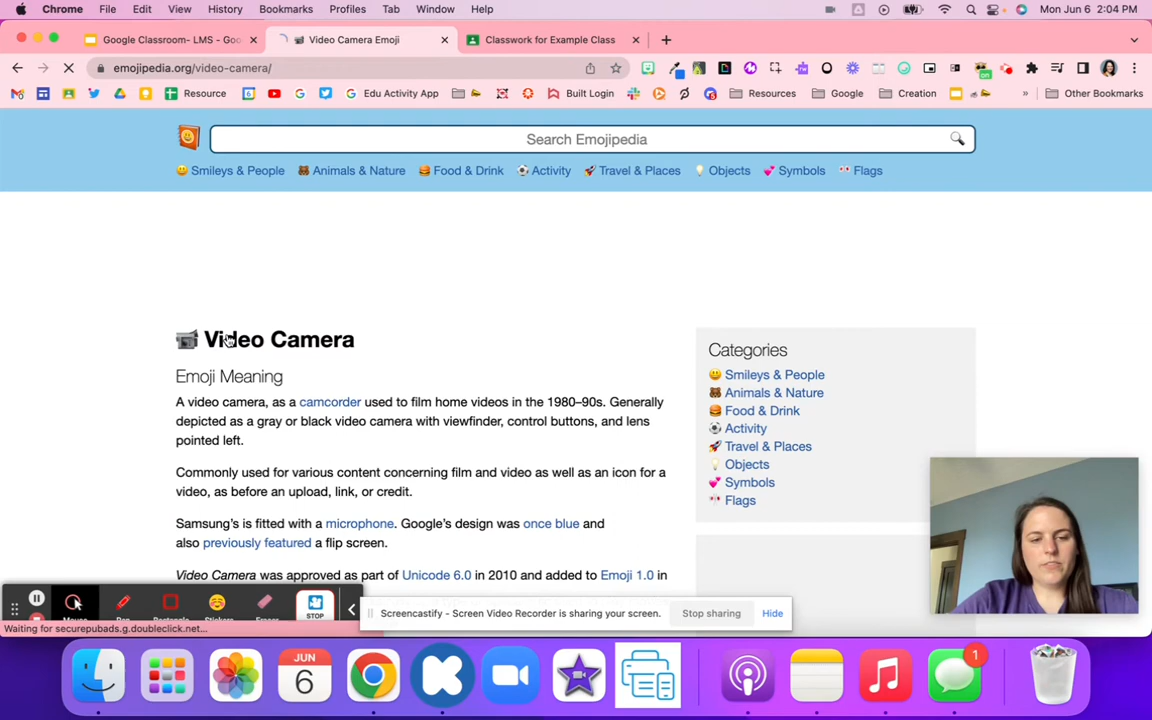 Chrome File Edit View History Bookmarks Profiles Tab Window Help Mon Jun 6 2:04 PM
Google Classroom- LMS - Goo Video Camera Emoji Classwork for Example Class
emojipedia.org/video-camera/
Resource Edu Activity App Built Login Resources Google Creation » Other Bookmarks
Search Emojipedia
Smileys & People Animals & Nature Food & Drink Activity Travel & Places Objects Symbols Flags
Video Camera
Emoji Meaning
A video camera, as a camcorder used to film home videos in the 1980–90s. Generally
depicted as a gray or black video camera with viewfinder, control buttons, and lens
pointed left.
Commonly used for various content concerning film and video as well as an icon for a
video, as before an upload, link, or credit.
Samsung's is fitted with a microphone. Google's design was once blue and
also previously featured a flip screen.
Video Camera was approved as part of Unicode 6.0 in 2010 and added to Emoji 1.0 in
Categories
Smileys & People
Animals & Nature
Food & Drink
Activity
Travel & Places
Objects
Symbols
Flags
STOP
Screencastify - Screen Video Recorder is sharing your screen. Stop sharing Hide
Waiting for securepubads.g.doubleclick.net...
JUN
6
1